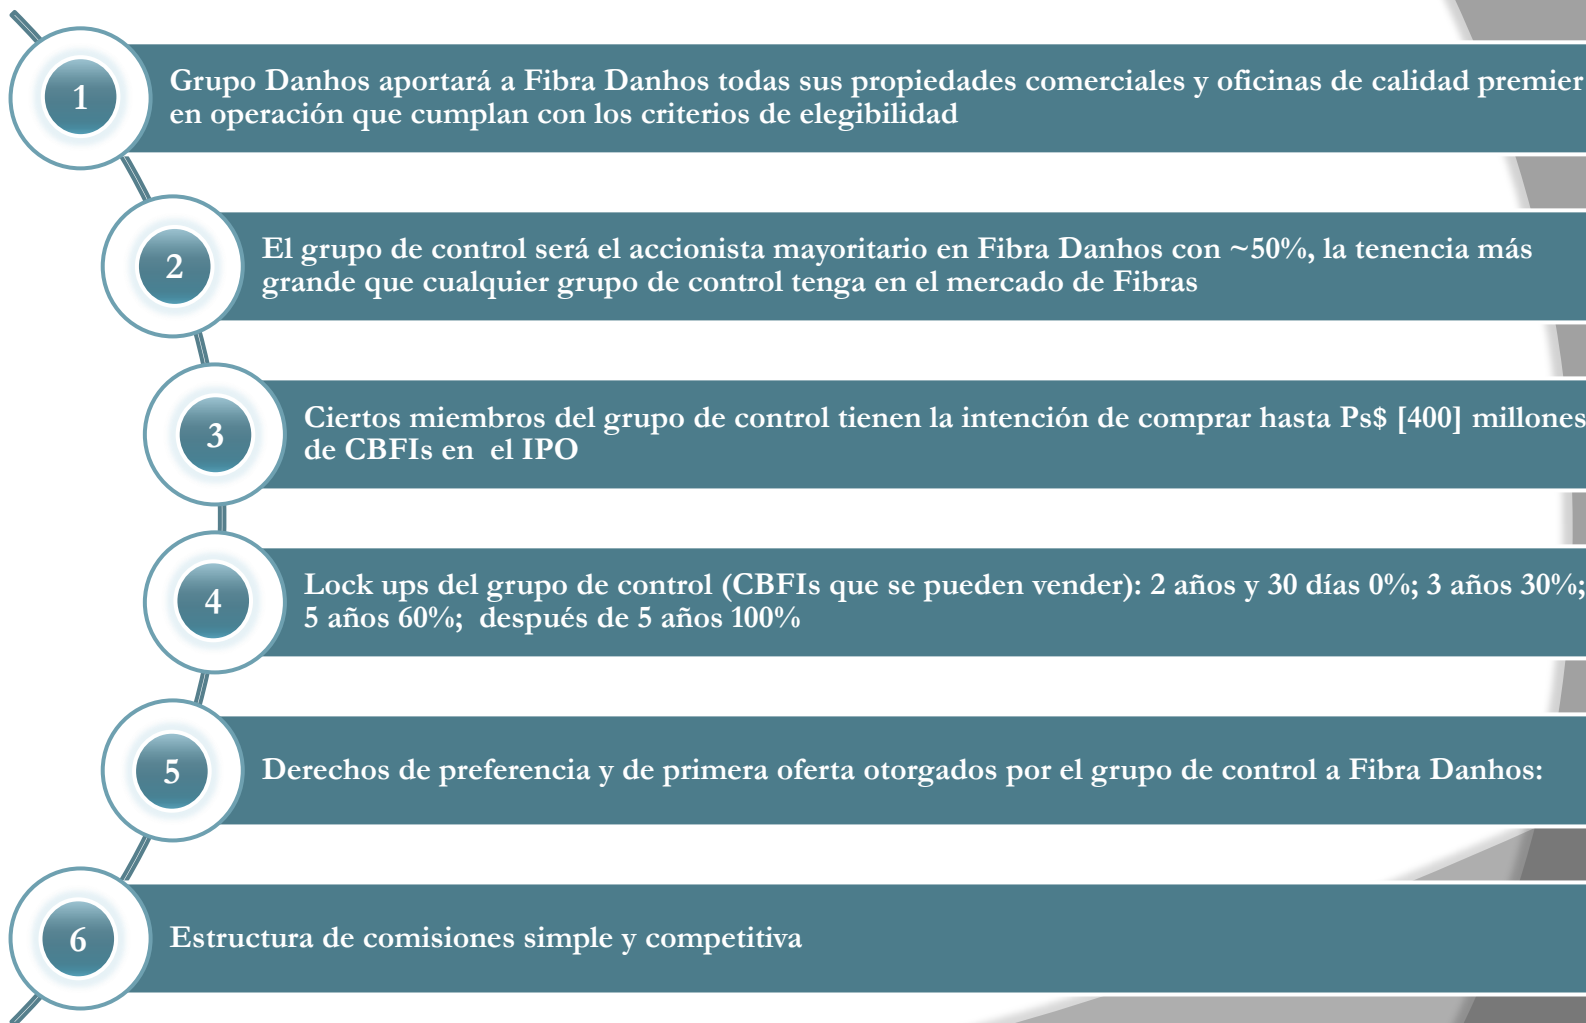 1
Grupo Danhos aportará a Fibra Danhos todas sus propiedades comerciales y oficinas de calidad premier
en operación que cumplan con los criterios de elegibilidad
2
El grupo de control será el accionista mayoritario en Fibra Danhos con ~50%, la tenencia más
grande que cualquier grupo de control tenga en el mercado de Fibras
3
Ciertos miembros del grupo de control tienen la intención de comprar hasta Ps$ [400] millones
de CBFIs en el IPO
4
Lock ups del grupo de control (CBFIs que se pueden vender): 2 años y 30 días 0%; 3 años 30%;
5 años 60%; después de 5 años 100%
5
Derechos de preferencia y de primera oferta otorgados por el grupo de control a Fibra Danhos:
6
Estructura de comisiones simple y competitiva